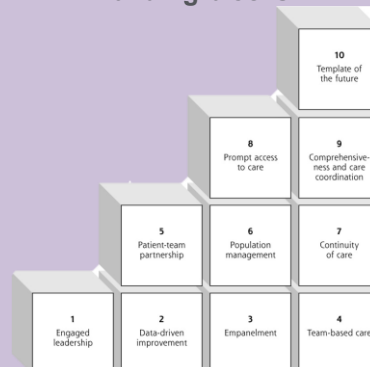 10
Template of
the future
8
Prompt access
to care
9
Comprehensive-
ness and care
coordination
5
Patient-team
partnership
6
Population
management
7
Continuity
of care
1
Engaged
leadership
2
Data-driven
improvement
3
Empanelment
4
Team-based care